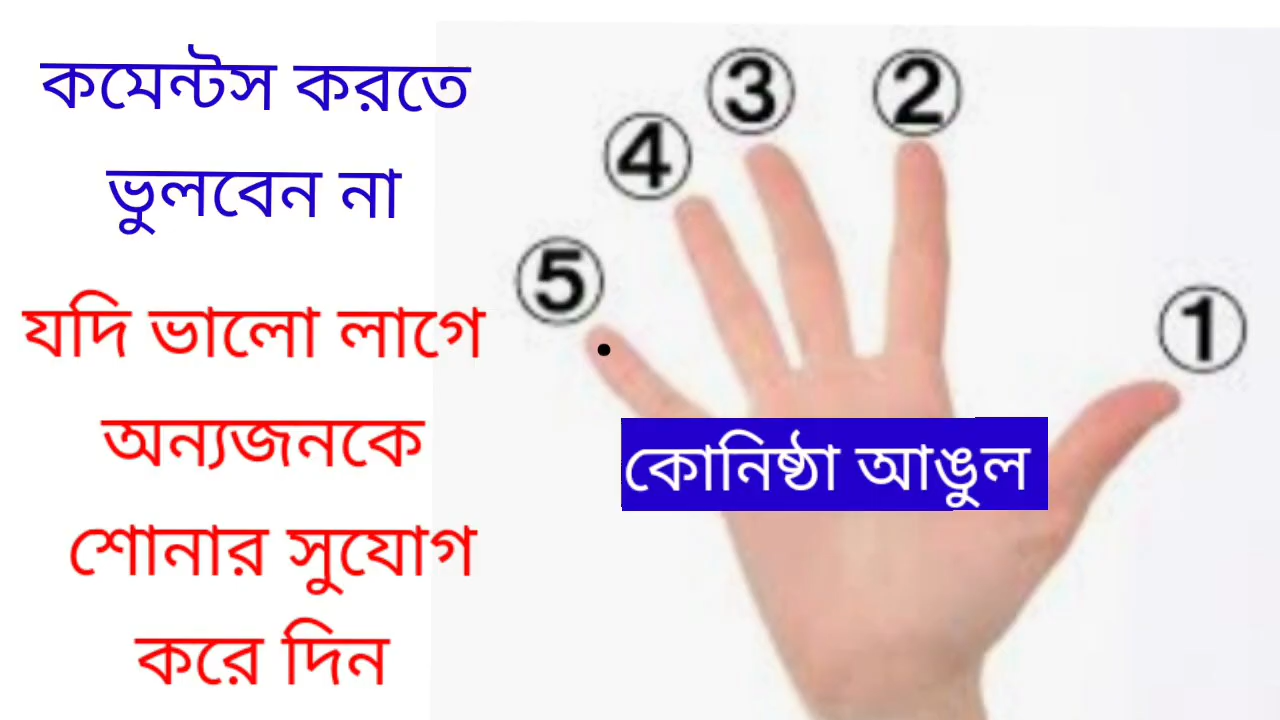 কমেন্টস করতে
ভুলবেন না
যদি ভালো লাগে
অন্যজনকে
শোনার সুযোগ
করে দিন
③
②
④
⑤
①
কোনিষ্ঠা আঙুল